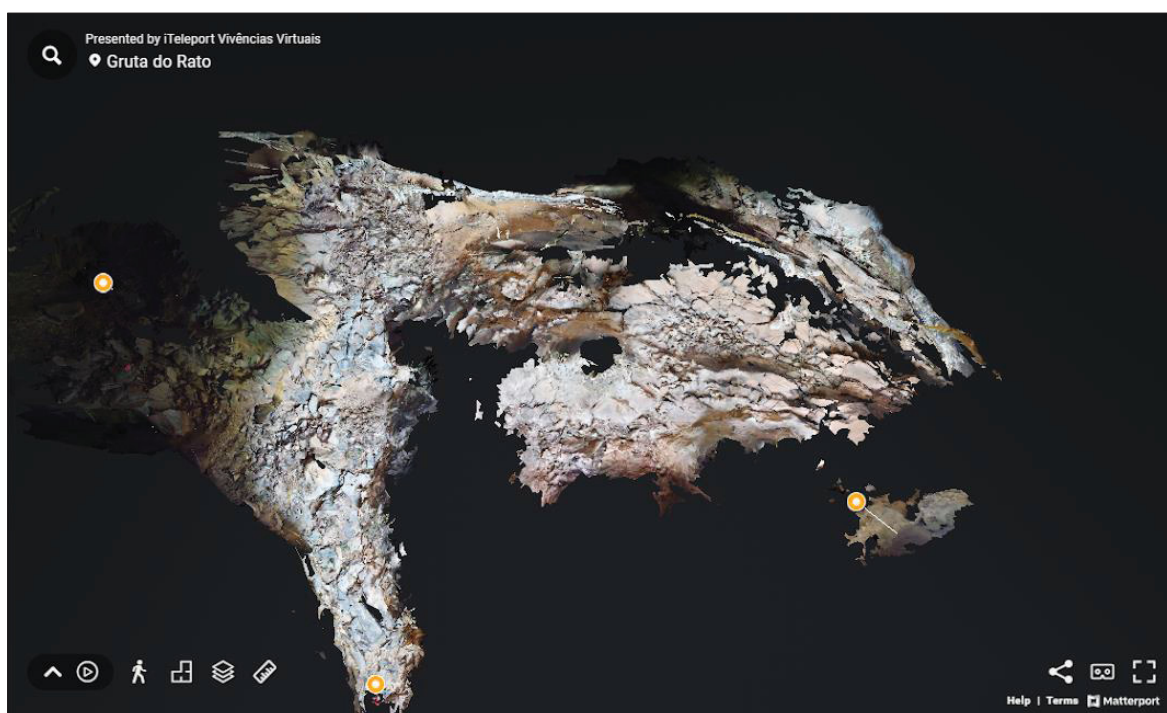 Presented by iTeleport Vivências Virtuais
Gruta do Rato
Help | Terms Matterport